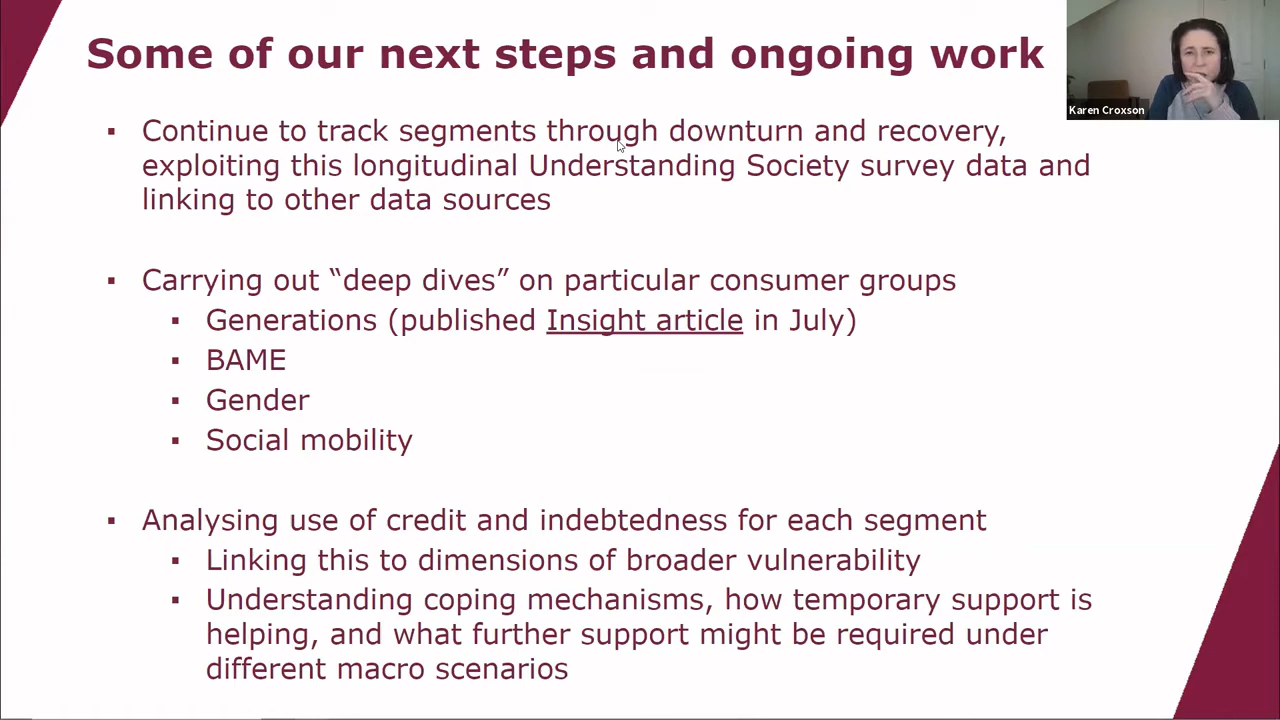 Some of our next steps and ongoing work
Karen Croxson
▪ Continue to track segments through downturn and recovery,
exploiting this longitudinal Understanding Society survey data and
linking to other data sources
▪ Carrying out “deep dives” on particular consumer groups
▪ Generations (published Insight article in July)
▪ BAME
▪ Gender
▪ Social mobility
▪ Analysing use of credit and indebtedness for each segment
▪ Linking this to dimensions of broader vulnerability
▪ Understanding coping mechanisms, how temporary support is
helping, and what further support might be required under
different macro scenarios